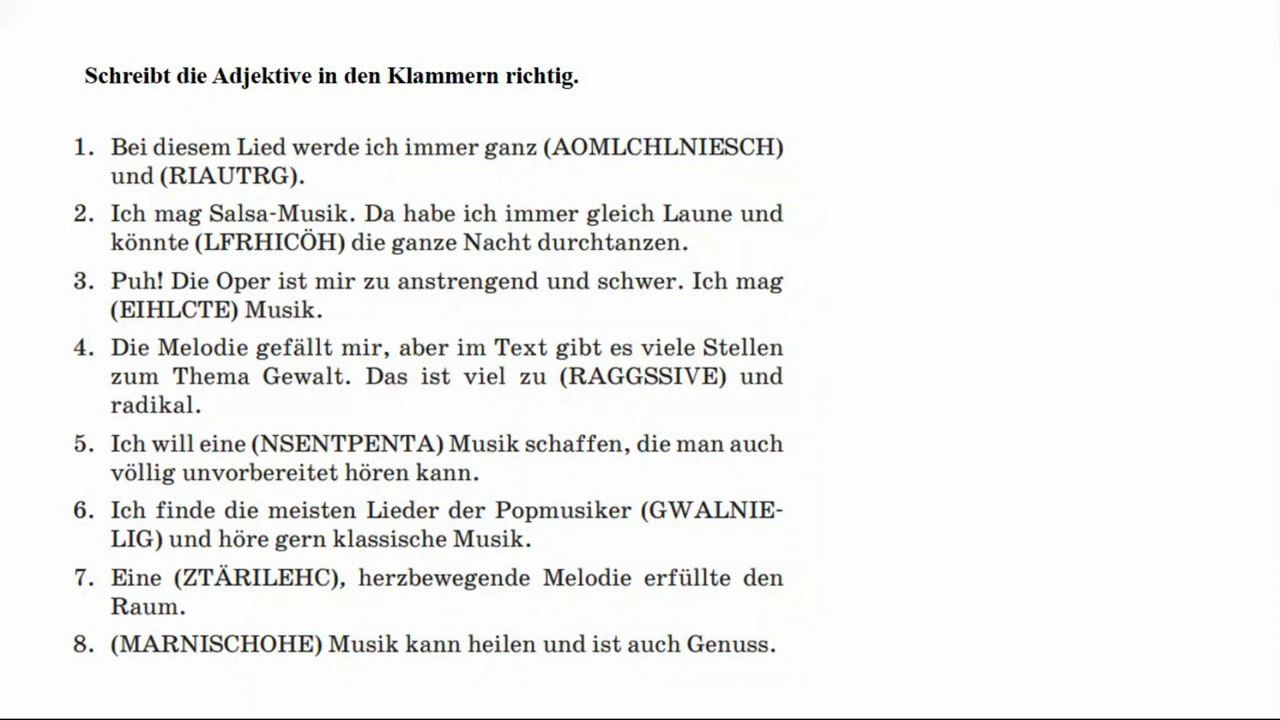 Schreibt die Adjektive in den Klammern richtig.
1. Bei diesem Lied werde ich immer ganz (AOMLCHLNIESCH)
und (RIAUTRG).
2. Ich mag Salsa-Musik. Da habe ich immer gleich Laune und
könnte (LFRHICÖH) die ganze Nacht durchtanzen.
3. Puh! Die Oper ist mir zu anstrengend und schwer. Ich mag
(EIHLCTE) Musik.
4. Die Melodie gefällt mir, aber im Text gibt es viele Stellen
zum Thema Gewalt. Das ist viel zu (RAGGSSIVE) und
radikal.
5. Ich will eine (NSENTPENTA) Musik schaffen, die man auch
völlig unvorbereitet hören kann.
6. Ich finde die meisten Lieder der Popmusiker (GWALNIE-
LIG) und höre gern klassische Musik.
7. Eine (ZTÄRILEHC), herzbewegende Melodie erfüllte den
Raum.
8. (MARNISCHOHE) Musik kann heilen und ist auch Genuss.